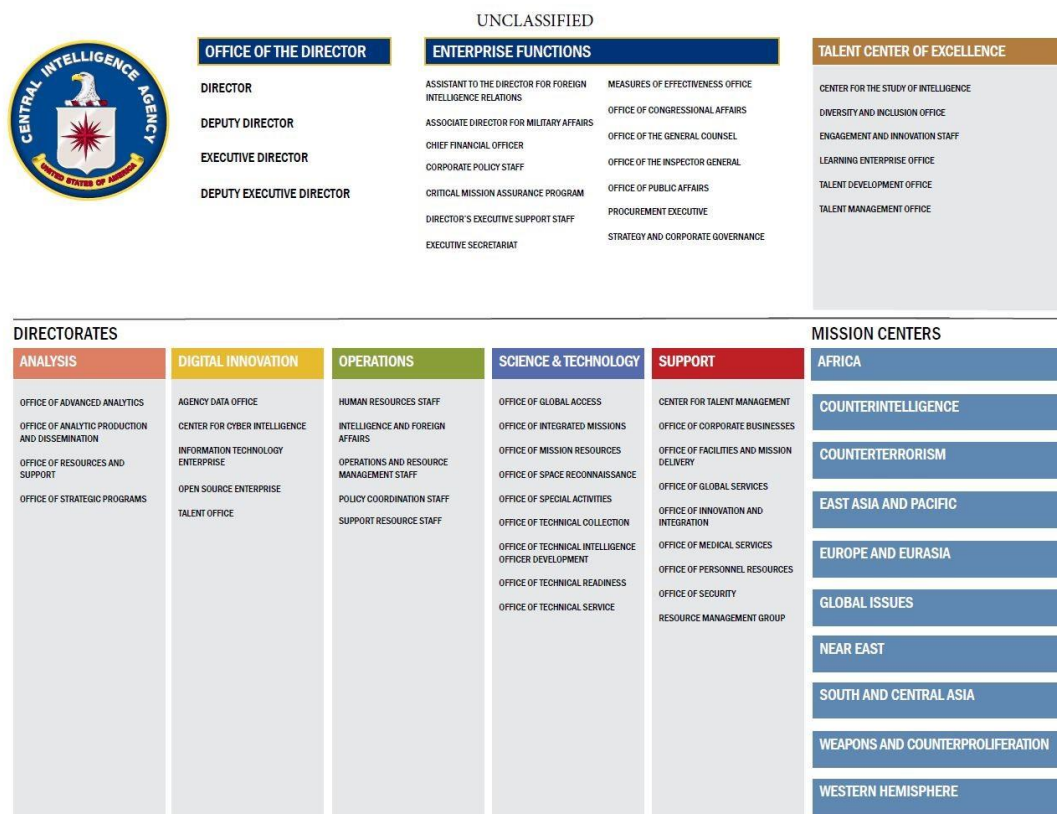 UNCLASSIFIED
CENTRAL INTELLIGENCE AGENCY
UNITED STATES OF AMERICA
OFFICE OF THE DIRECTOR
DIRECTOR
DEPUTY DIRECTOR
EXECUTIVE DIRECTOR
DEPUTY EXECUTIVE DIRECTOR
ENTERPRISE FUNCTIONS
ASSISTANT TO THE DIRECTOR FOR FOREIGN
INTELLIGENCE RELATIONS
ASSOCIATE DIRECTOR FOR MILITARY AFFAIRS
CHIEF FINANCIAL OFFICER
CORPORATE POLICY STAFF
CRITICAL MISSION ASSURANCE PROGRAM
DIRECTOR'S EXECUTIVE SUPPORT STAFF
EXECUTIVE SECRETARIAT
MEASURES OF EFFECTIVENESS OFFICE
OFFICE OF CONGRESSIONAL AFFAIRS
OFFICE OF THE GENERAL COUNSEL
OFFICE OF THE INSPECTOR GENERAL
OFFICE OF PUBLIC AFFAIRS
PROCUREMENT EXECUTIVE
STRATEGY AND CORPORATE GOVERNANCE
TALENT CENTER OF EXCELLENCE
CENTER FOR THE STUDY OF INTELLIGENCE
DIVERSITY AND INCLUSION OFFICE
ENGAGEMENT AND INNOVATION STAFF
LEARNING ENTERPRISE OFFICE
TALENT DEVELOPMENT OFFICE
TALENT MANAGEMENT OFFICE
DIRECTORATES
ANALYSIS
OFFICE OF ADVANCED ANALYTICS
OFFICE OF ANALYTIC PRODUCTION
AND DISSEMINATION
OFFICE OF RESOURCES AND
SUPPORT
OFFICE OF STRATEGIC PROGRAMS
DIGITAL INNOVATION
AGENCY DATA OFFICE
CENTER FOR CYBER INTELLIGENCE
INFORMATION TECHNOLOGY
ENTERPRISE
OPEN SOURCE ENTERPRISE
TALENT OFFICE
OPERATIONS
HUMAN RESOURCES STAFF
INTELLIGENCE AND FOREIGN
AFFAIRS
OPERATIONS AND RESOURCE
MANAGEMENT STAFF
POLICY COORDINATION STAFF
SUPPORT RESOURCE STAFF
SCIENCE & TECHNOLOGY
OFFICE OF GLOBAL ACCESS
OFFICE OF INTEGRATED MISSIONS
OFFICE OF MISSION RESOURCES
OFFICE OF SPACE RECONNAISSANCE
OFFICE OF SPECIAL ACTIVITIES
OFFICE OF TECHNICAL COLLECTION
OFFICE OF TECHNICAL INTELLIGENCE
OFFICER DEVELOPMENT
OFFICE OF TECHNICAL READINESS
OFFICE OF TECHNICAL SERVICE
SUPPORT
CENTER FOR TALENT MANAGEMENT
OFFICE OF CORPORATE BUSINESSES
OFFICE OF FACILITIES AND MISSION
DELIVERY
OFFICE OF GLOBAL SERVICES
OFFICE OF INNOVATION AND
INTEGRATION
OFFICE OF MEDICAL SERVICES
OFFICE OF PERSONNEL RESOURCES
OFFICE OF SECURITY
RESOURCE MANAGEMENT GROUP
MISSION CENTERS
AFRICA
COUNTERINTELLIGENCE
COUNTERTERRORISM
EAST ASIA AND PACIFIC
EUROPE AND EURASIA
GLOBAL ISSUES
NEAR EAST
SOUTH AND CENTRAL ASIA
WEAPONS AND COUNTERPROLIFERATION
WESTERN HEMISPHERE